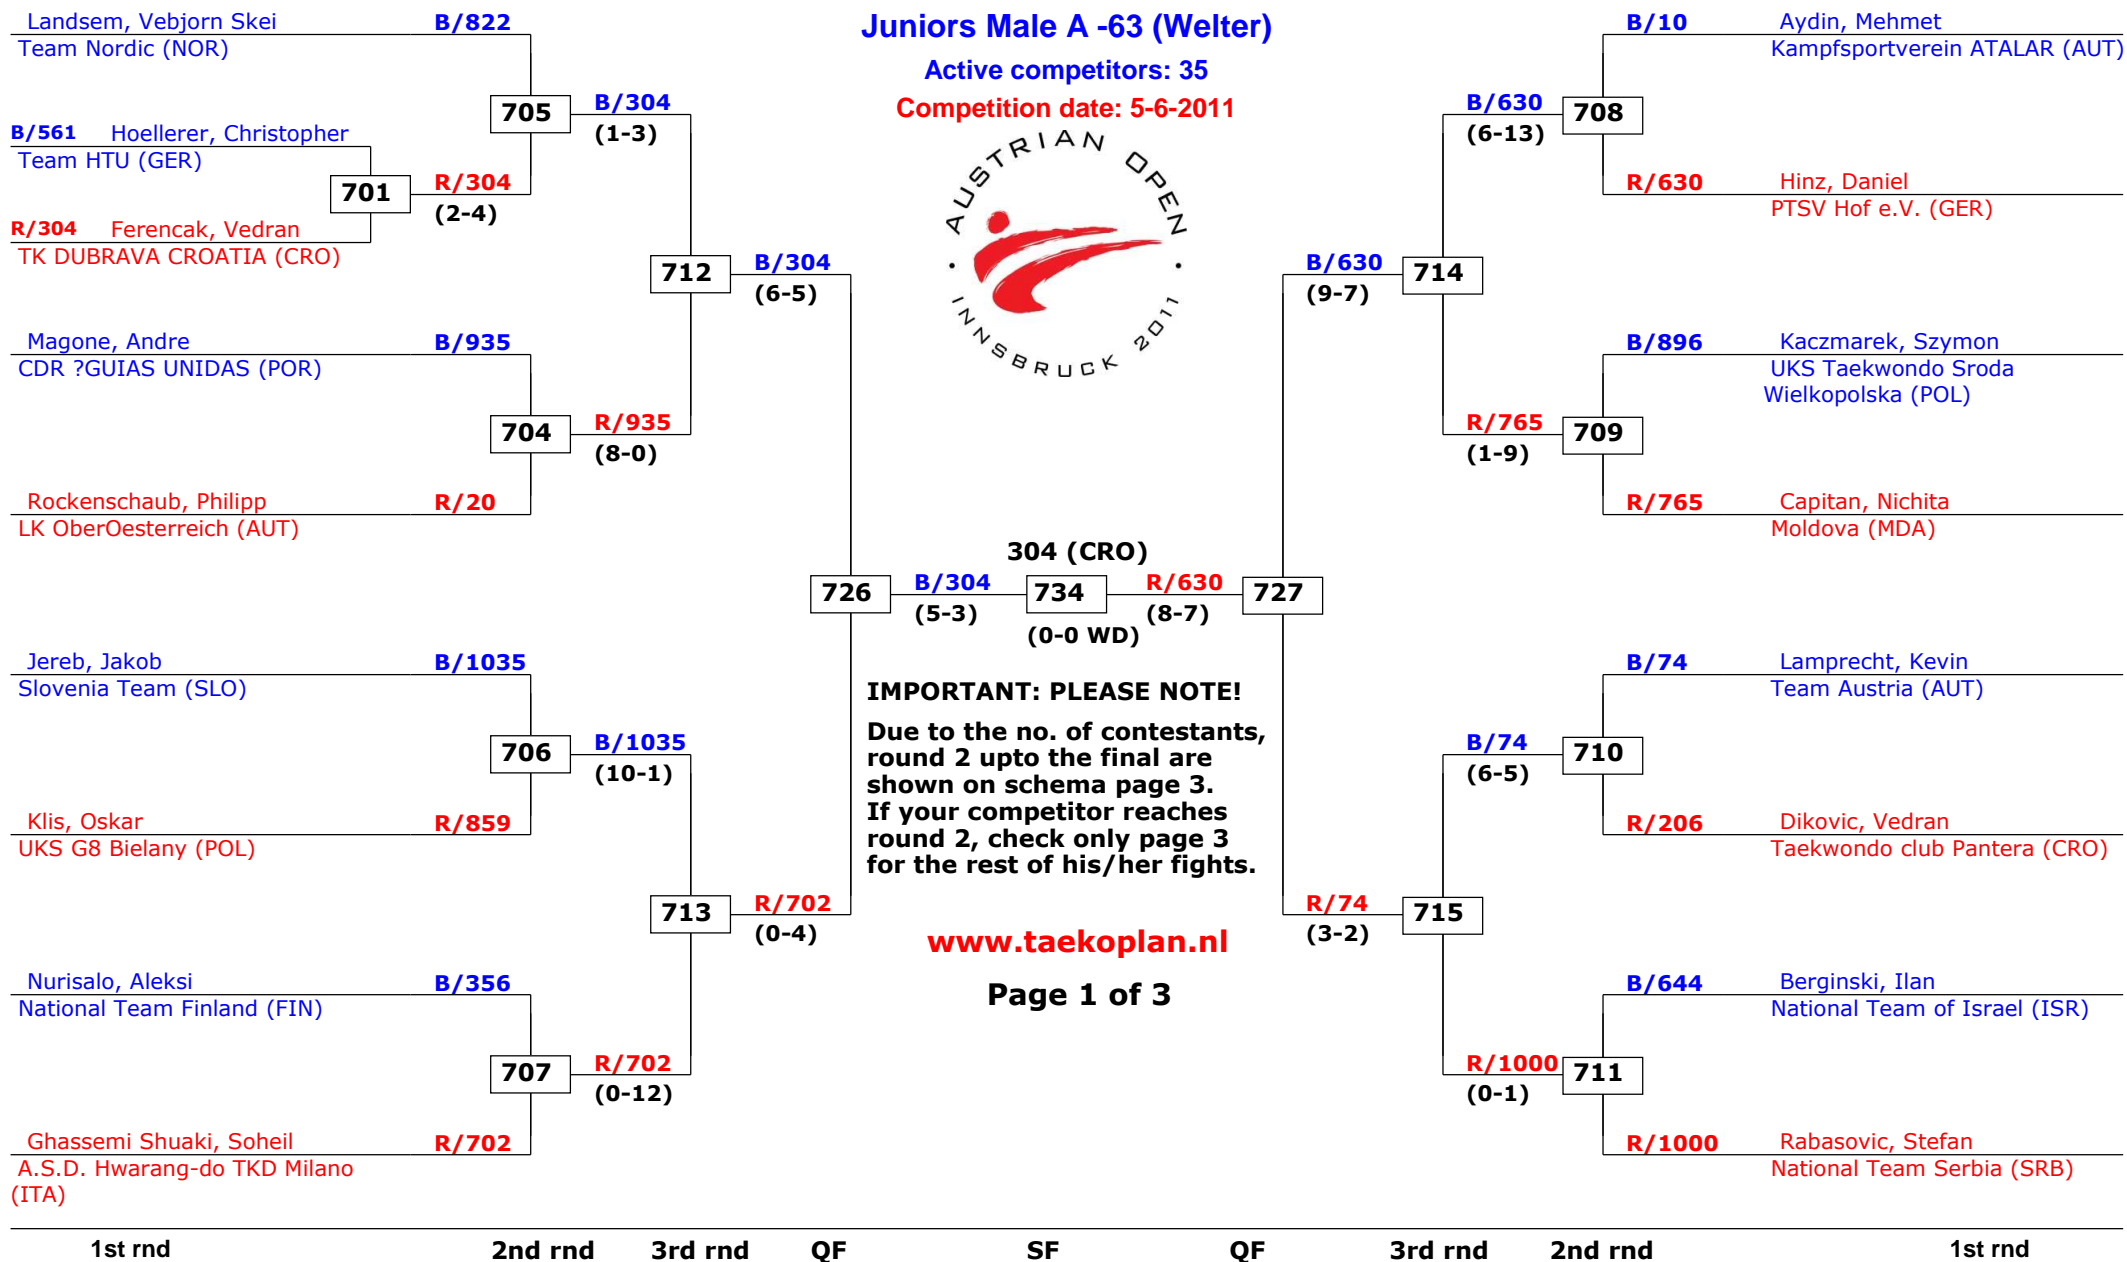 Juniors Male A -63 (Welter)
Active competitors: 35
Competition date: 5-6-2011
AUSTRIAN OPEN
INNSBRUCK 2011
Landsem, Vebjorn Skei B/822
Team Nordic (NOR)
705
B/304
(1-3)
B/561 Hoellerer, Christopher
Team HTU (GER)
701
R/304
(2-4)
R/304 Ferencak, Vedran
TK DUBRAVA CROATIA (CRO)
712
B/304
(6-5)
Magone, Andre B/935
CDR ?GUIAS UNIDAS (POR)
704
R/935
(8-0)
Rockenschaub, Philipp R/20
LK OberOesterreich (AUT)
726
B/304
(5-3)
Jereb, Jakob B/1035
Slovenia Team (SLO)
706
B/1035
(10-1)
Klis, Oskar R/859
UKS G8 Bielany (POL)
713
R/702
(0-4)
Nurisalo, Aleksi B/356
National Team Finland (FIN)
707
R/702
(0-12)
Ghassemi Shuaki, Soheil R/702
A.S.D. Hwarang-do TKD Milano
(ITA)
304 (CRO)
734
(0-0 WD)
IMPORTANT: PLEASE NOTE!
Due to the no. of contestants,
round 2 upto the final are
shown on schema page 3.
If your competitor reaches
round 2, check only page 3
for the rest of his/her fights.
www.taekoplan.nl
Page 1 of 3
B/10 Aydin, Mehmet
Kampfsportverein ATALAR (AUT)
B/630
(6-13)
708
R/630 Hinz, Daniel
PTSV Hof e.V. (GER)
B/630
(9-7)
714
B/896 Kaczmarek, Szymon
UKS Taekwondo Sroda
Wielkopolska (POL)
R/765
(1-9)
709
R/765 Capitan, Nichita
Moldova (MDA)
R/630
(8-7)
727
B/74 Lamprecht, Kevin
Team Austria (AUT)
B/74
(6-5)
710
R/206 Dikovic, Vedran
Taekwondo club Pantera (CRO)
R/74
(3-2)
715
B/644 Berginski, Ilan
National Team of Israel (ISR)
R/1000
(0-1)
711
R/1000 Rabasovic, Stefan
National Team Serbia (SRB)
1st rnd 2nd rnd 3rd rnd QF SF QF 3rd rnd 2nd rnd 1st rnd